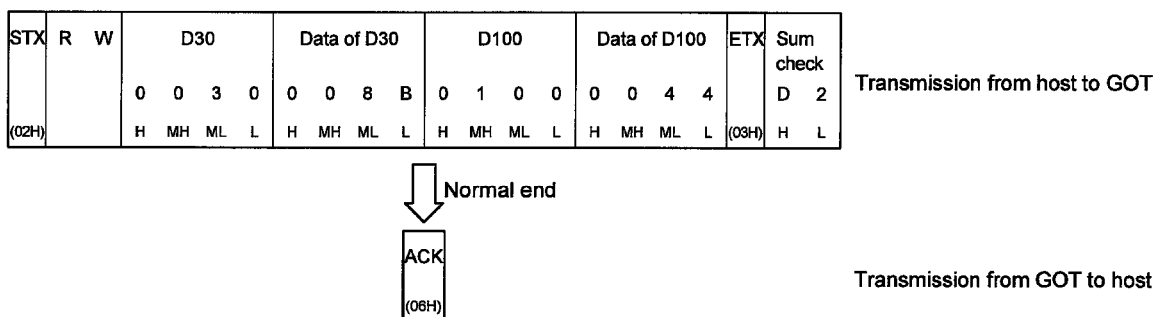 STX R W D30 Data of D30 D100 Data of D100 ETX Sum check
0 0 3 0 0 0 8 B 0 1 0 0 0 0 4 4 D 2
(02H) H MH ML L H MH ML L H MH ML L H MH ML L (03H) H L
Transmission from host to GOT
Normal end
ACK
(06H)
Transmission from GOT to host